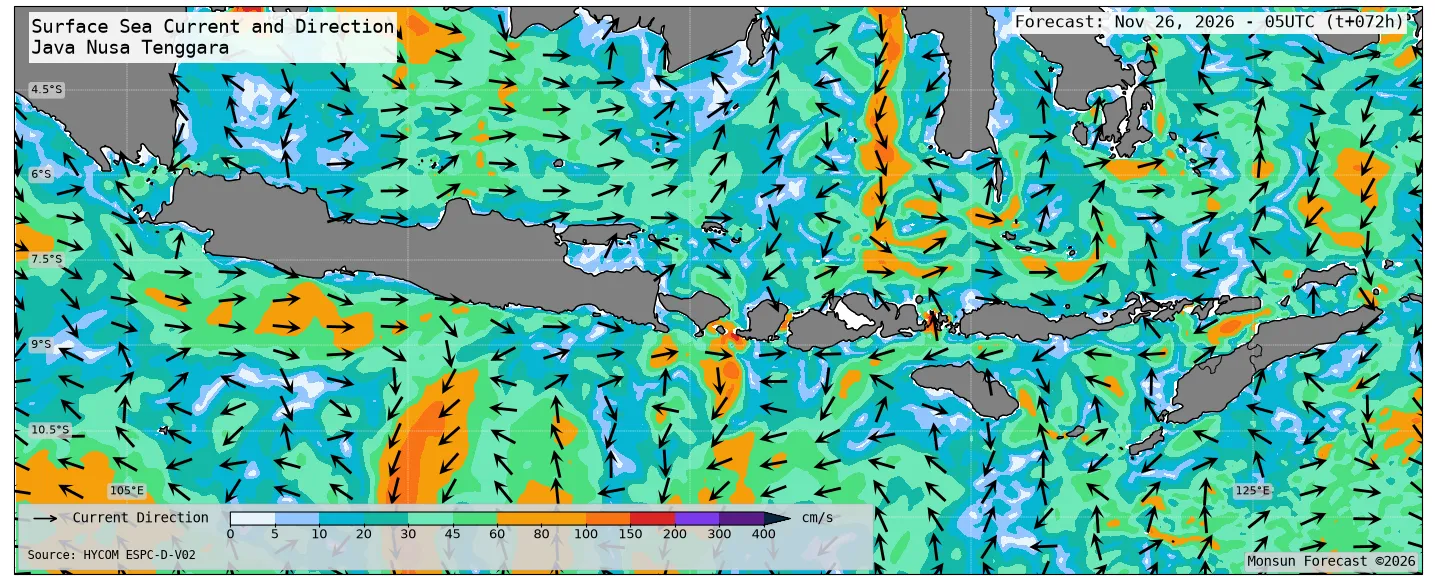 Surface Sea Current and Direction
Java Nusa Tenggara
Forecast: Nov 26, 2026 - 05UTC (t+072h)
4.5°S
6°S
7.5°S
9°S
10.5°S
105°E
125°E
Current Direction
0 5 10 20 30 45 60 80 100 150 200 300 400
cm/s
Source: HYCOM ESPC-D-V02
Monsun Forecast ©2026